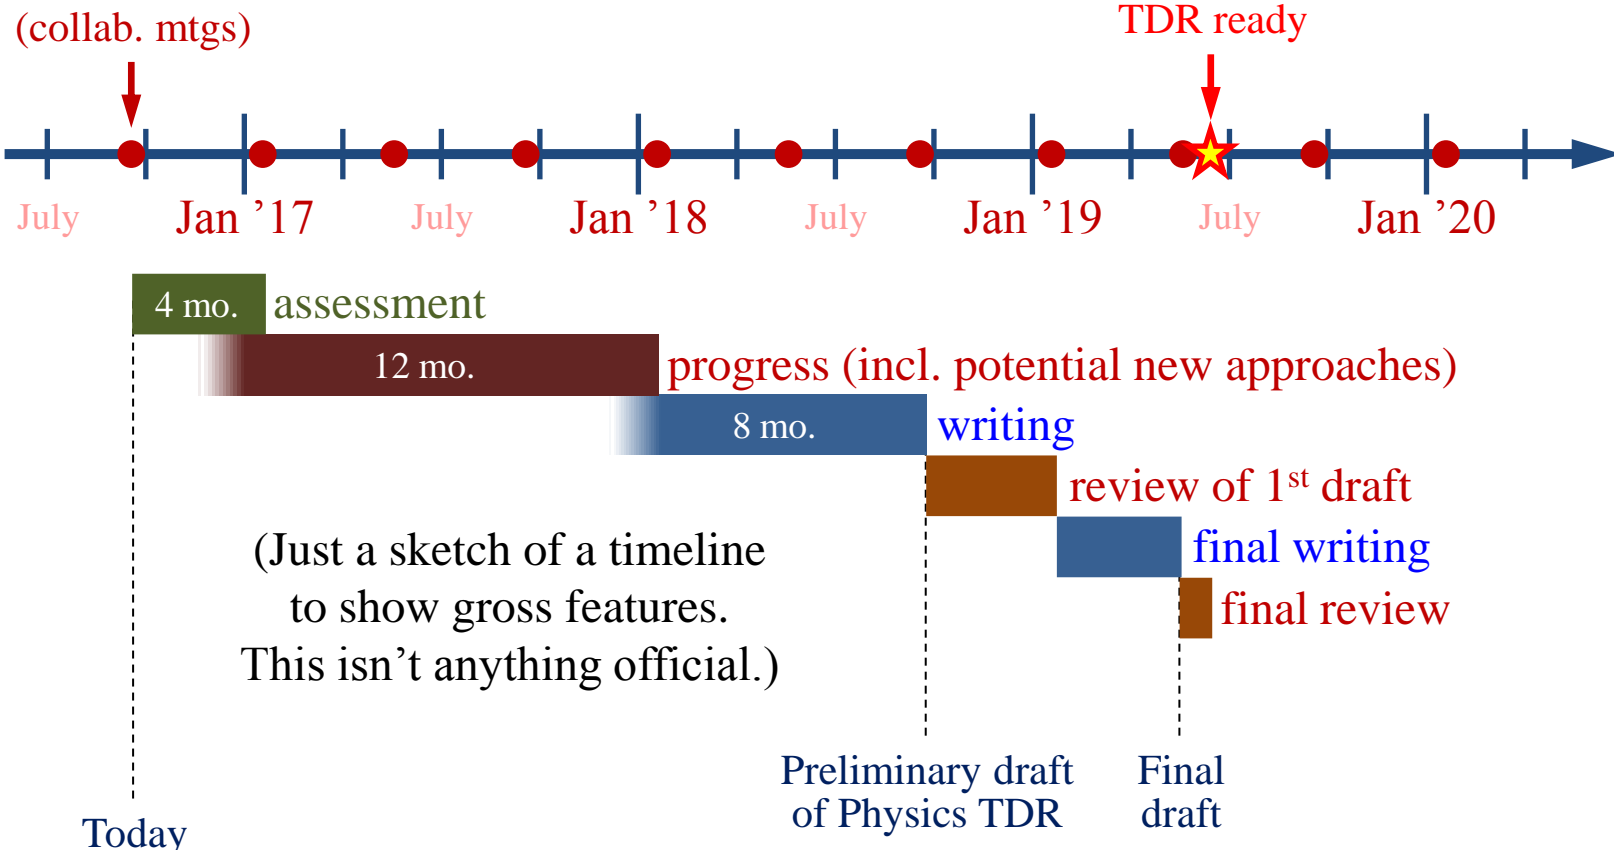 (collab. mtgs)
TDR ready
July
Jan ’17
July
Jan ’18
July
Jan ’19
July
Jan ’20
4 mo.
assessment
12 mo.
progress (incl. potential new approaches)
8 mo.
writing
review of 1st draft
final writing
final review
(Just a sketch of a timeline
to show gross features.
This isn’t anything official.)
Preliminary draft
of Physics TDR
Final
draft
Today